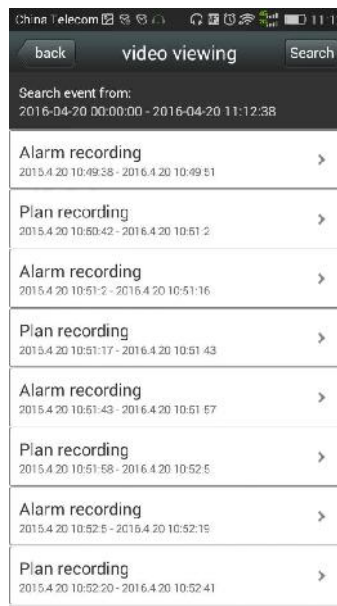 China Telecom 11:1
back video viewing Search
Search event from:
2016-04-20 00:00:00 - 2016-04-20 11:12:38
Alarm recording
2016.4.20 10:49:38 - 2016.4.20 10:49:51
Plan recording
2016.4.20 10:50:42 - 2016.4.20 10:51:2
Alarm recording
2016.4.20 10:51:2 - 2016.4.20 10:51:16
Plan recording
2016.4.20 10:51:17 - 2016.4.20 10:51:43
Alarm recording
2016.4.20 10:51:43 - 2016.4.20 10:51:57
Plan recording
2016.4.20 10:51:58 - 2016.4.20 10:52:5
Alarm recording
2016.4.20 10:52:5 - 2016.4.20 10:52:19
Plan recording
2016.4.20 10:52:20 - 2016.4.20 10:52:41